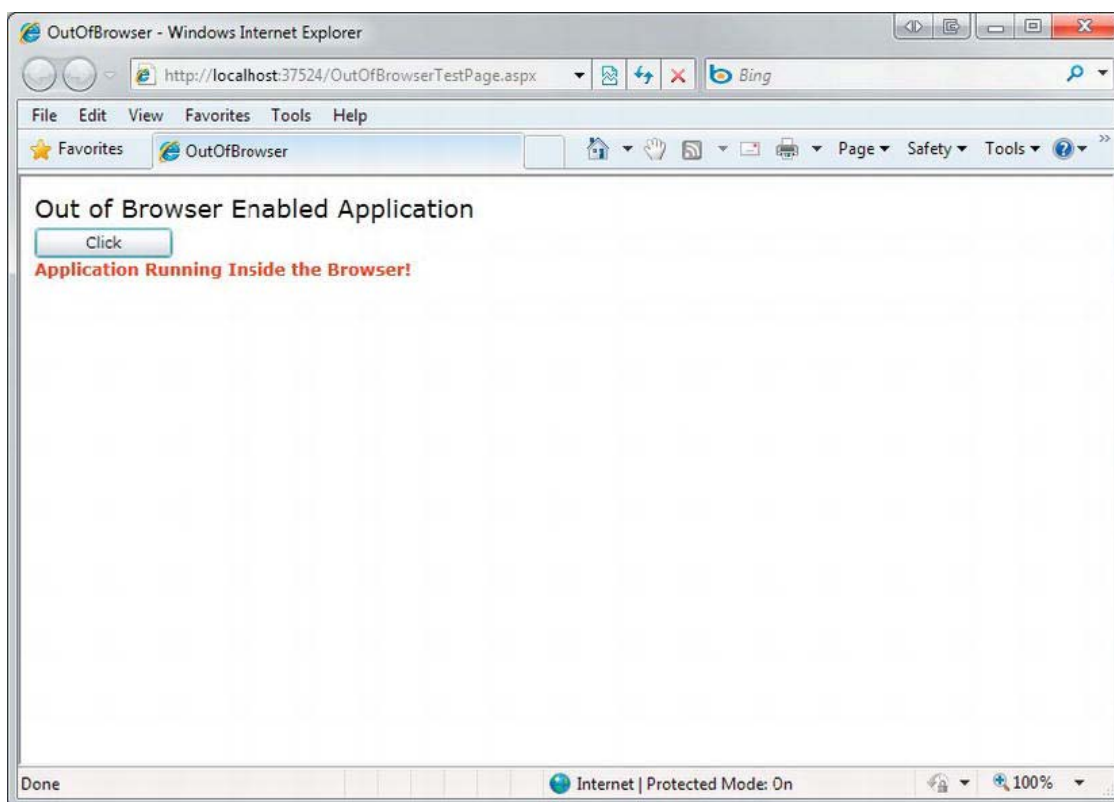 OutOfBrowser - Windows Internet Explorer
http://localhost:37524/OutOfBrowserTestPage.aspx
Bing
File Edit View Favorites Tools Help
Favorites OutOfBrowser Page Safety Tools
Out of Browser Enabled Application
Click
Application Running Inside the Browser!
Done Internet | Protected Mode: On 100%